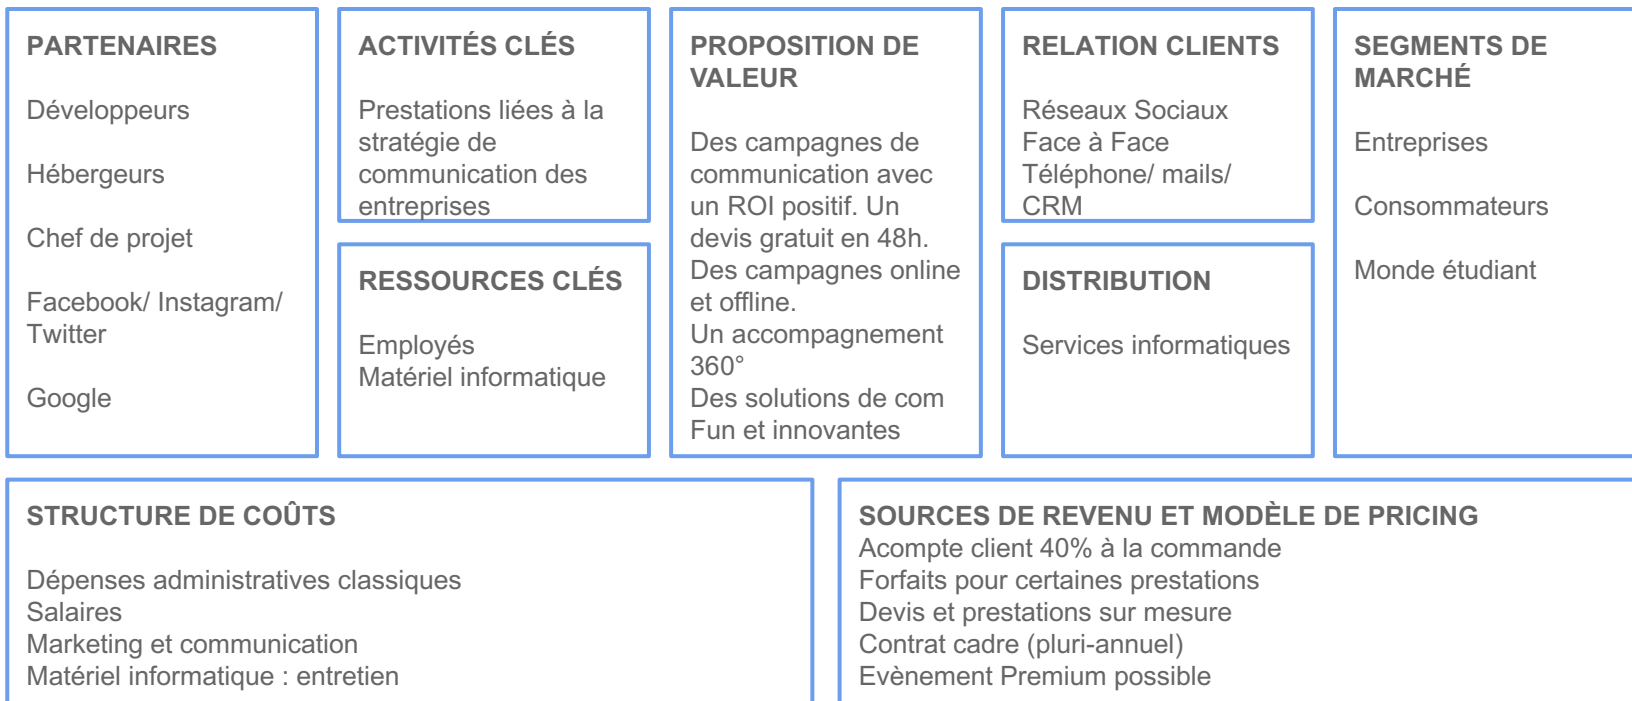 PARTENAIRES
Développeurs
Hébergeurs
Chef de projet
Facebook/ Instagram/
Twitter
Google
ACTIVITÉS CLÉS
Prestations liées à la
stratégie de
communication des
entreprises
RESSOURCES CLÉS
Employés
Matériel informatique
PROPOSITION DE
VALEUR
Des campagnes de
communication avec
un ROI positif. Un
devis gratuit en 48h.
Des campagnes online
et offline.
Un accompagnement
360°
Des solutions de com
Fun et innovantes
RELATION CLIENTS
Réseaux Sociaux
Face à Face
Téléphone/ mails/
CRM
DISTRIBUTION
Services informatiques
SEGMENTS DE
MARCHÉ
Entreprises
Consommateurs
Monde étudiant
STRUCTURE DE COÛTS
Dépenses administratives classiques
Salaires
Marketing et communication
Matériel informatique : entretien
SOURCES DE REVENU ET MODÈLE DE PRICING
Acompte client 40% à la commande
Forfaits pour certaines prestations
Devis et prestations sur mesure
Contrat cadre (pluri-annuel)
Evènement Premium possible